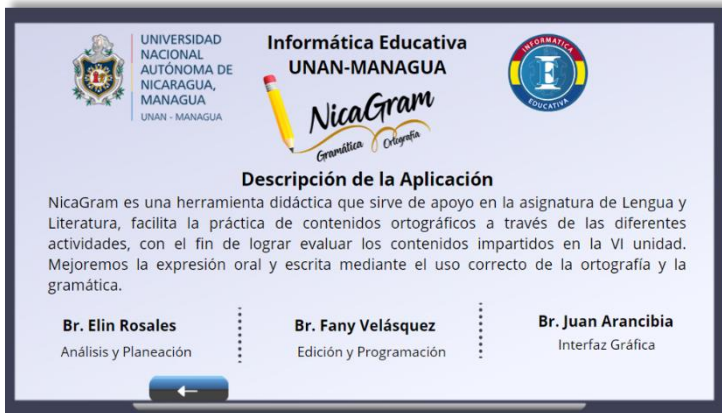 UNIVERSIDAD
NACIONAL
AUTÓNOMA DE
NICARAGUA,
MANAGUA
UNAN - MANAGUA
Informática Educativa
UNAN-MANAGUA
NicaGram
Gramática Ortografía
INFORMATICA
E
EDUCATIVA
Descripción de la Aplicación
NicaGram es una herramienta didáctica que sirve de apoyo en la asignatura de Lengua y
Literatura, facilita la práctica de contenidos ortográficos a través de las diferentes
actividades, con el fin de lograr evaluar los contenidos impartidos en la VI unidad.
Mejoremos la expresión oral y escrita mediante el uso correcto de la ortografía y la
gramática.
Br. Elin Rosales
Análisis y Planeación
Br. Fany Velásquez
Edición y Programación
Br. Juan Arancibia
Interfaz Gráfica